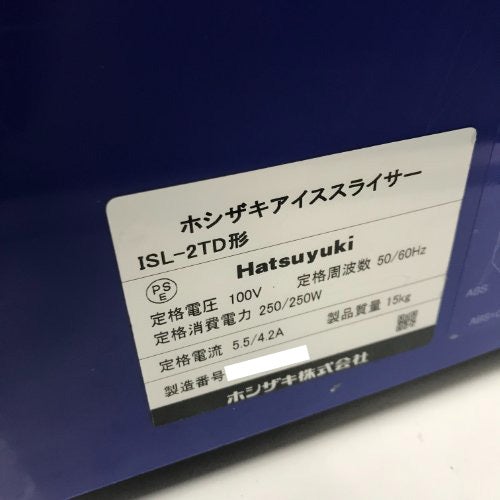 ホシザキアイススライサー
ISL-2TD形
Hatsuyuki
PS
E
定格電圧 100V 定格周波数 50/60Hz
定格消費電力 250/250W
定格電流 5.5/4.2A 製品質量 15kg
製造番号
ホシザキ株式会社
ABS